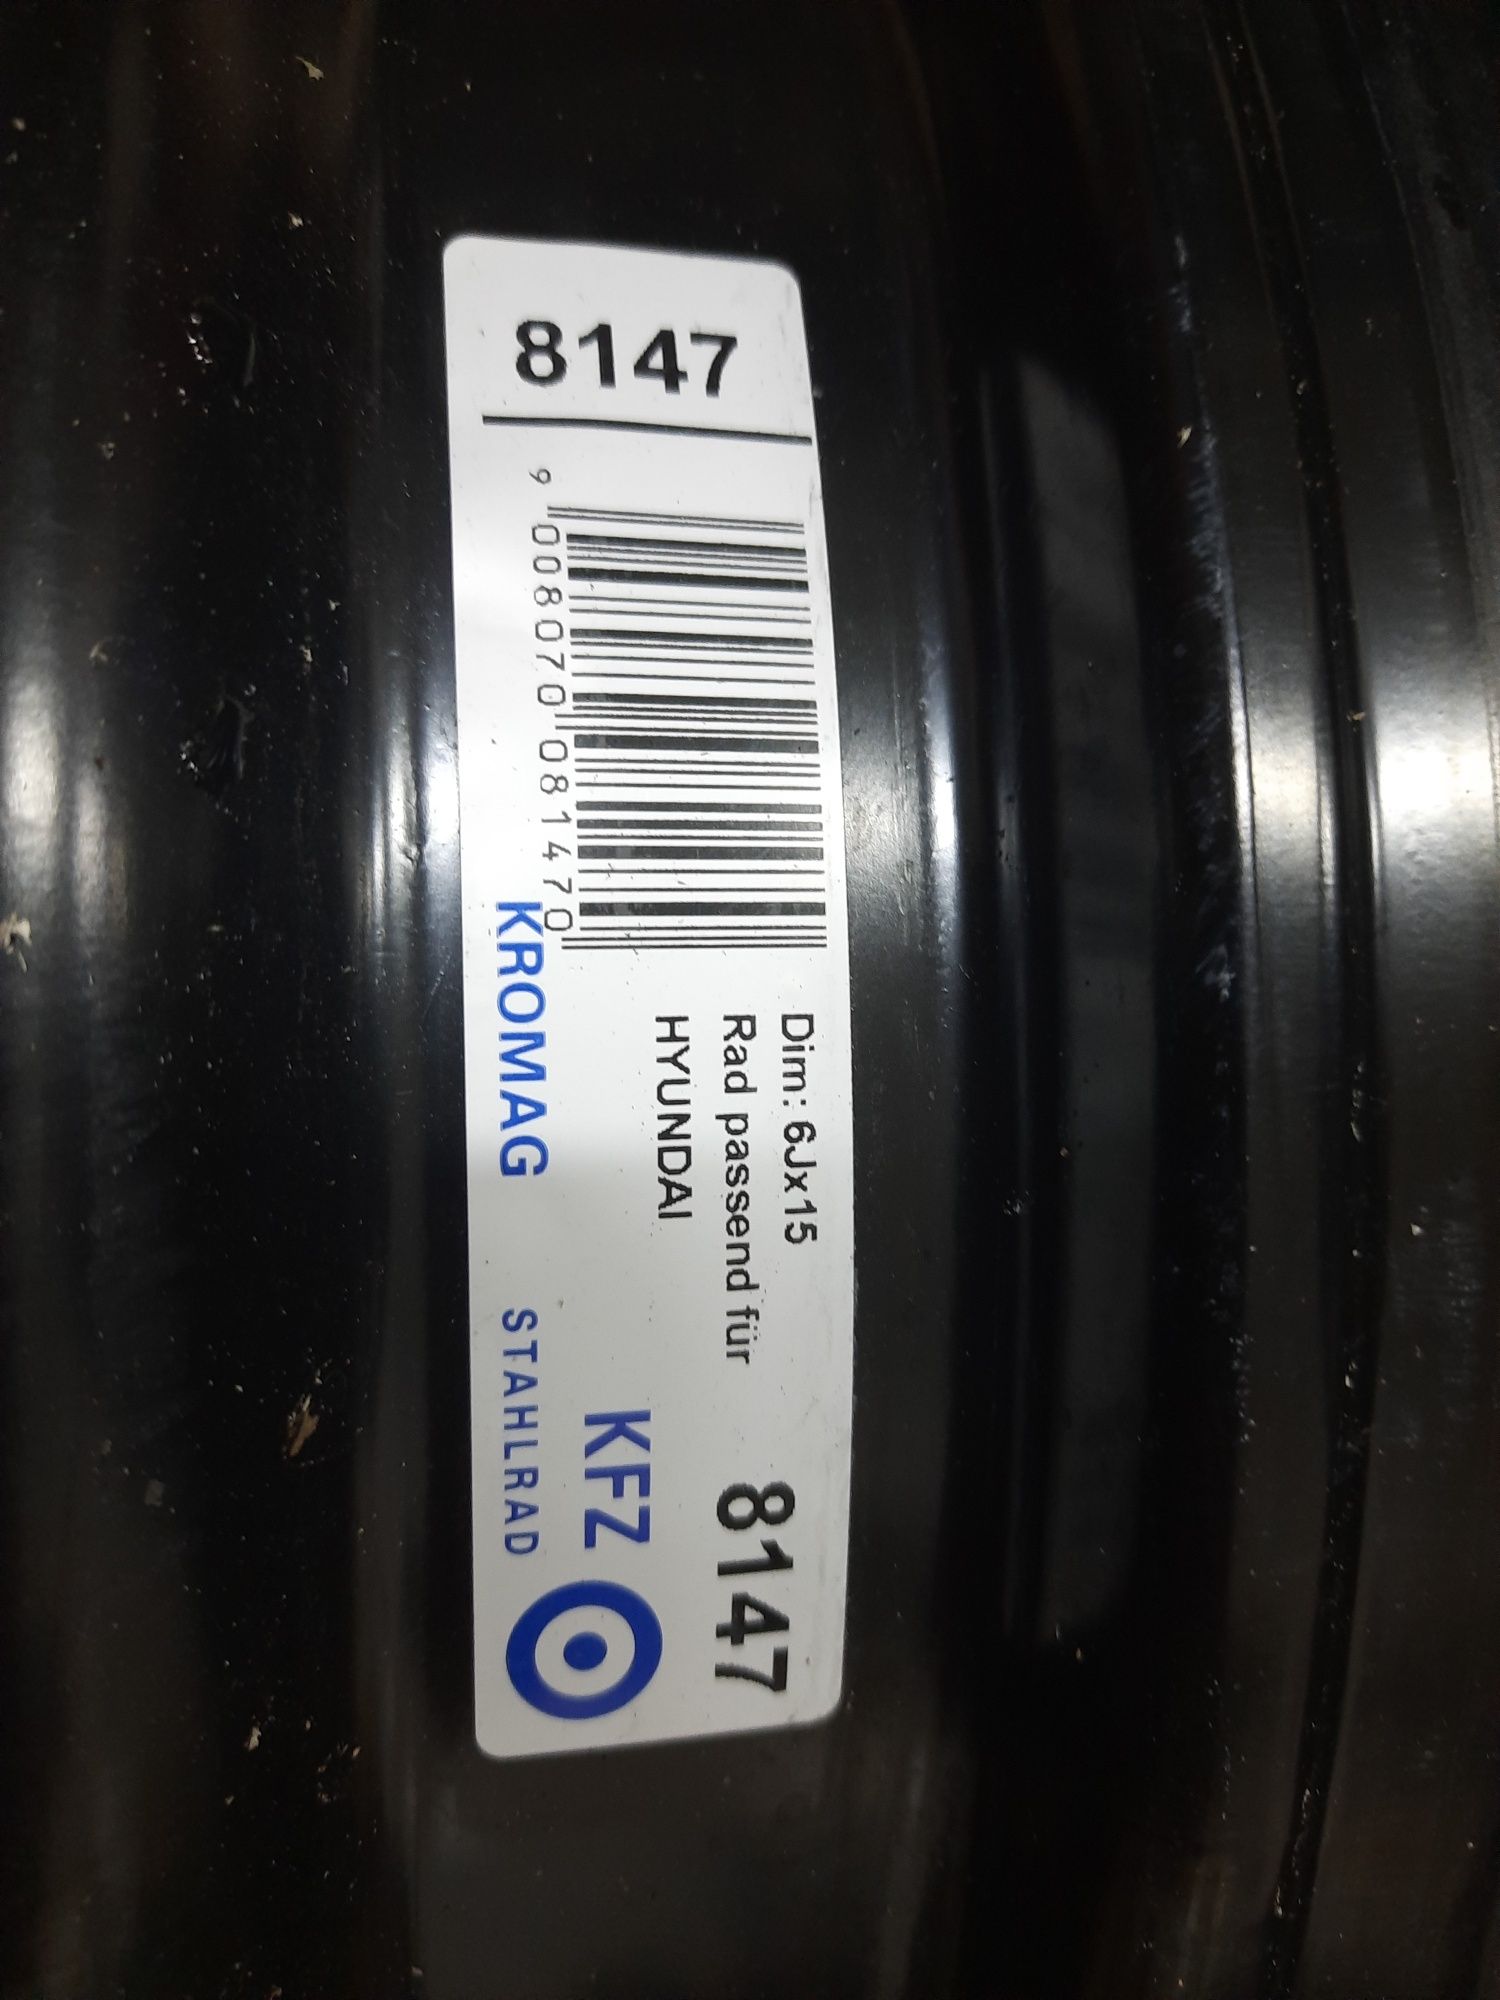 8147
9 008070 081470
Dim: 6Jx15
Rad passend für
HYUNDAI
8147
KROMAG
KFZ
STAHLRAD